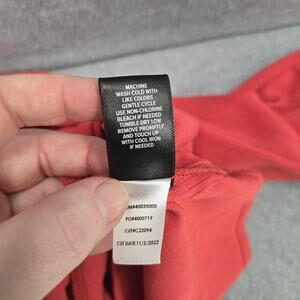 MACHINE
WASH COLD WITH
LIKE COLORS
GENTLE CYCLE
USE NON-CHLORINE
BLEACH IF NEEDED
TUMBLE DRY LOW
REMOVE PROMPTLY
AND TOUCH UP
WITH COOL IRON
IF NEEDED
M#40035000
PO#4000719
CUT#C22094
CUT DATE:11/3/2022